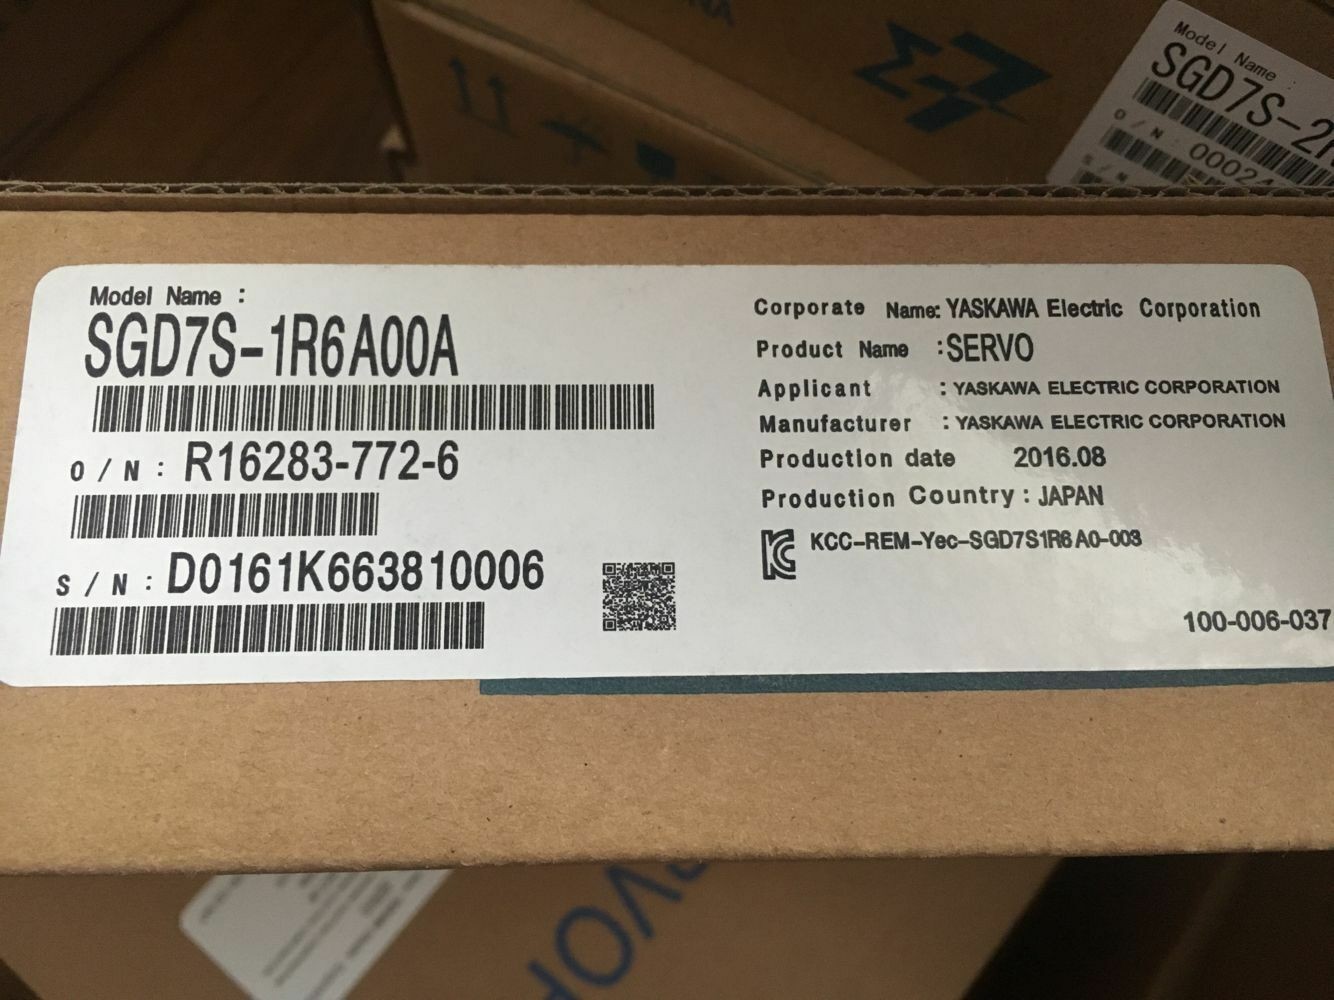 Model Name
SGD7S-2
O/N:
0002
S/N
Model Name :
SGD7S-1R6A00A
O/N: R16283-772-6
S/N: D0161K663810006
Corporate Name: YASKAWA Electric Corporation
Product Name :SERVO
Applicant : YASKAWA ELECTRIC CORPORATION
Manufacturer : YASKAWA ELECTRIC CORPORATION
Production date 2016.08
Production Country : JAPAN
KCC-REM-Yec-SGD7S1R6A0-003
100-006-037